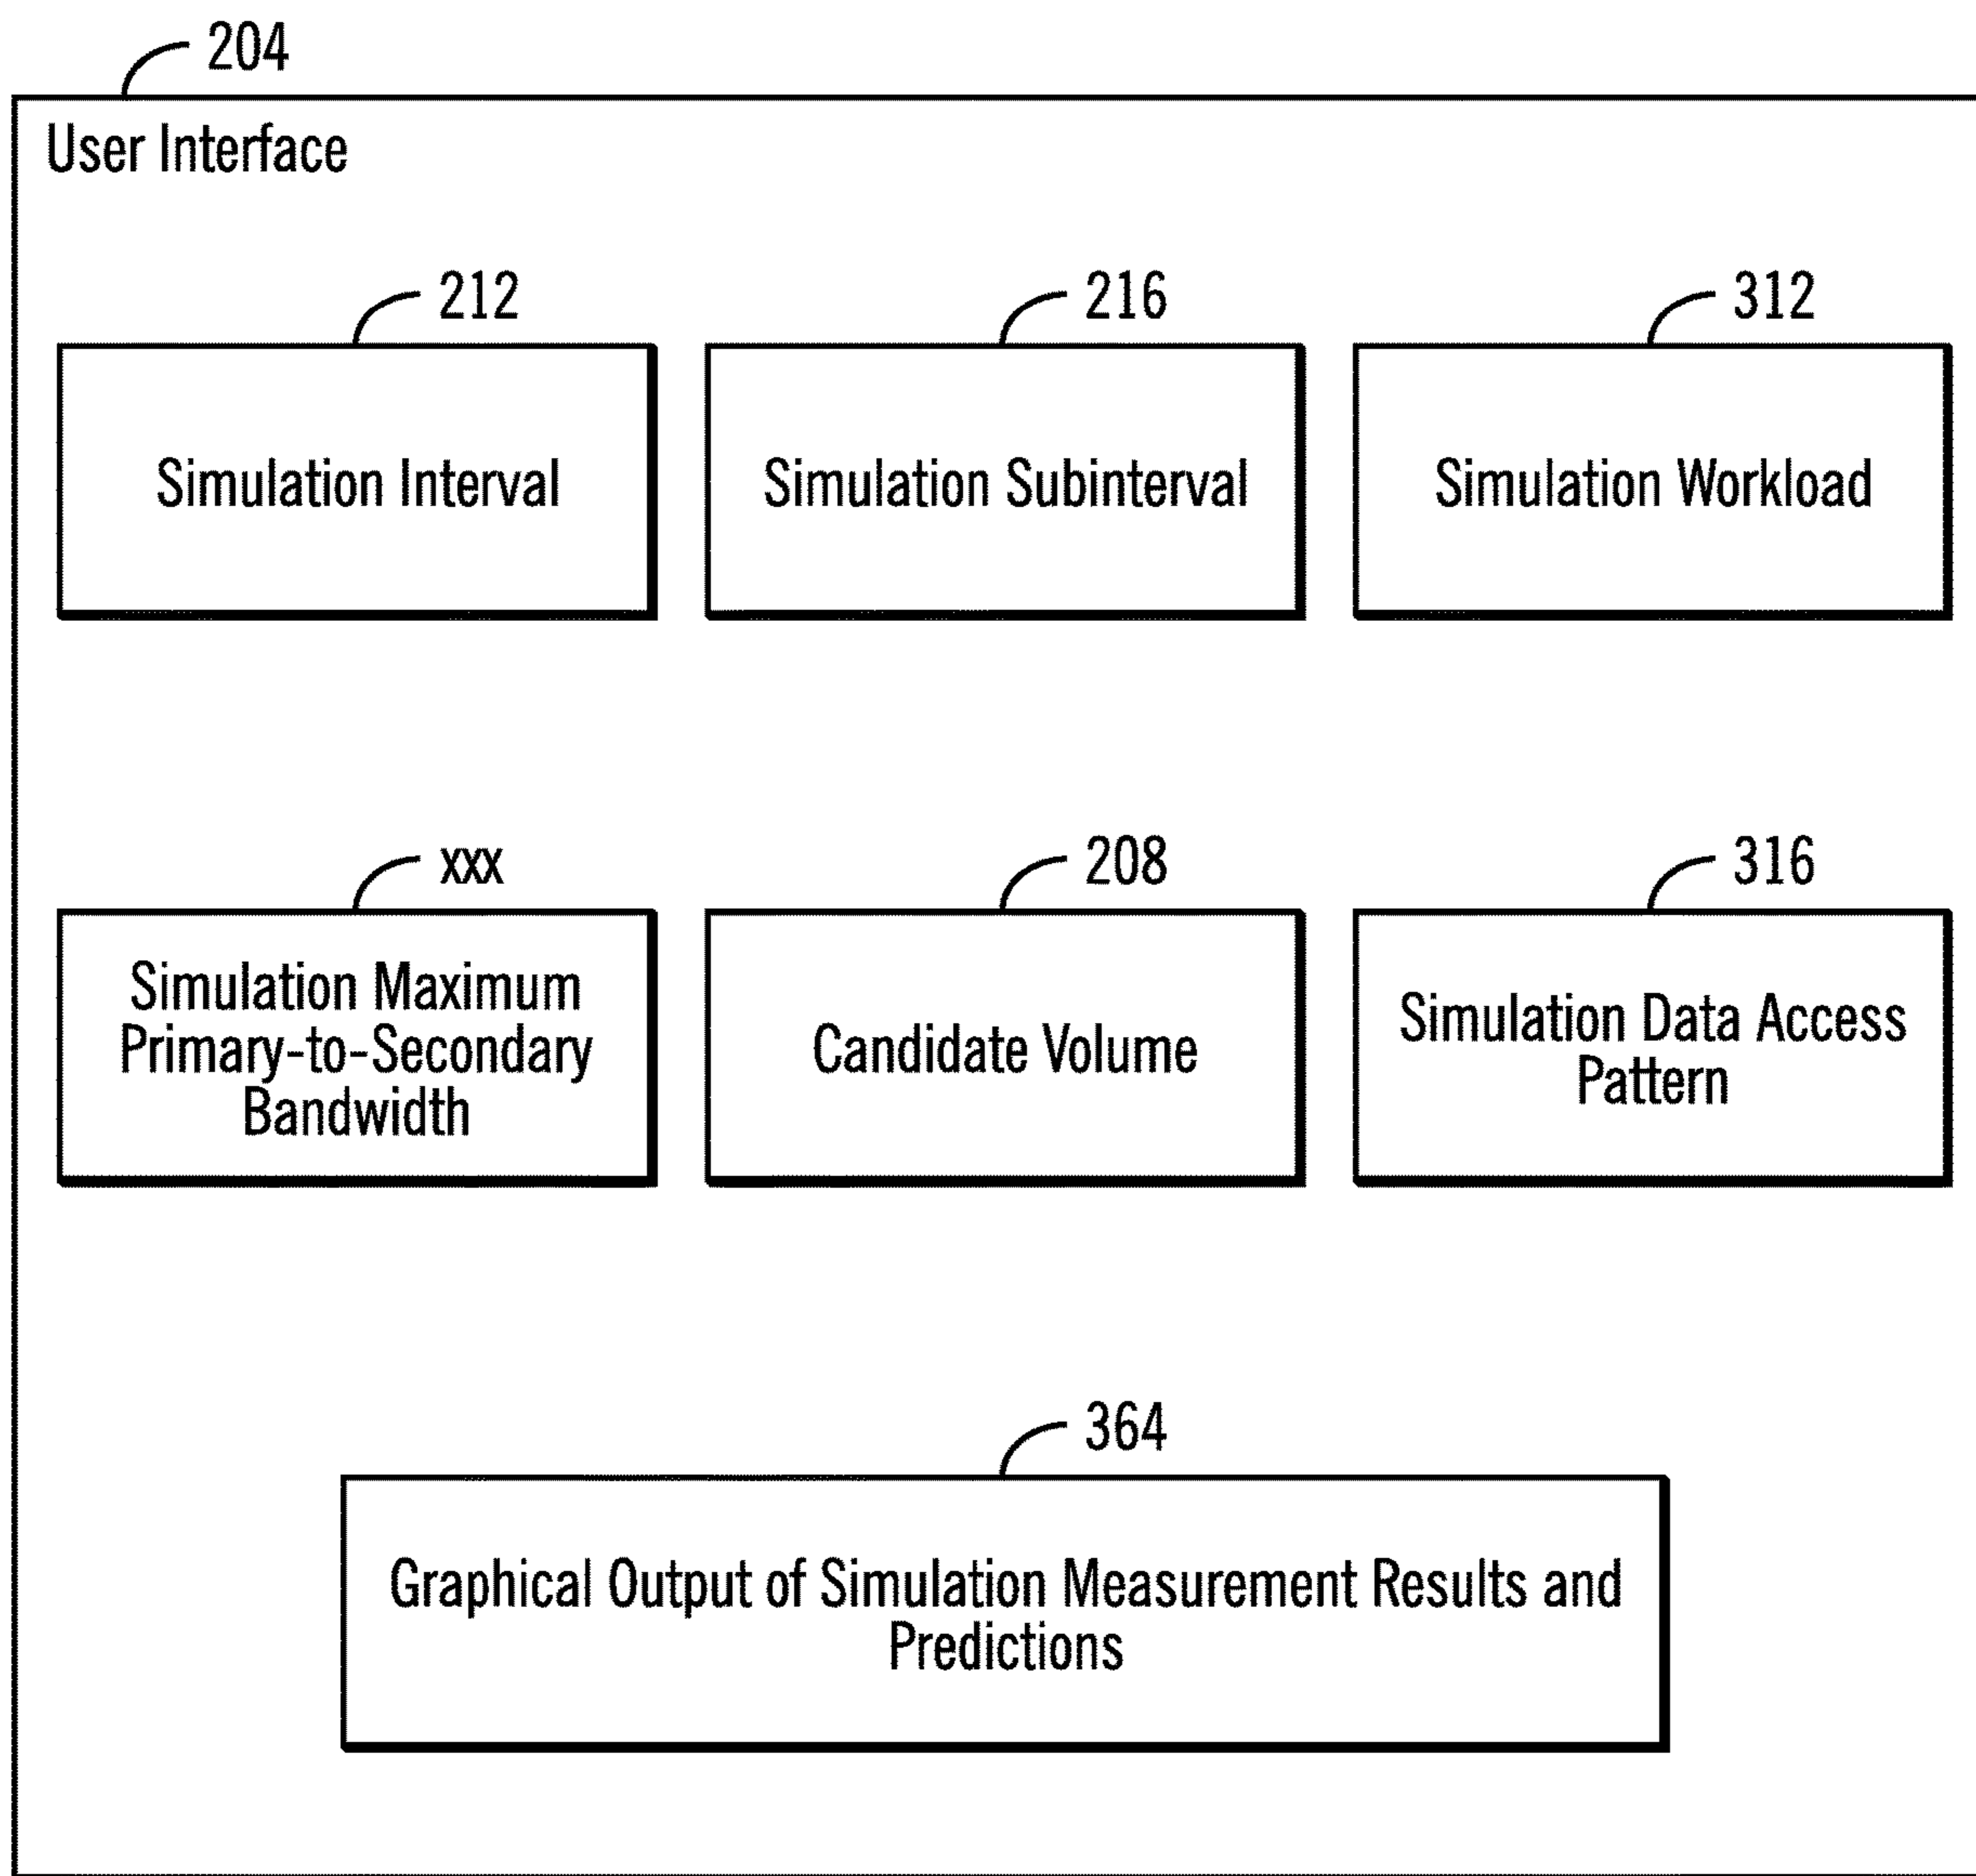 204
User Interface
212
216
312
Simulation Interval
Simulation Subinterval
Simulation Workload
xxx
208
316
Simulation Maximum
Primary-to-Secondary
Bandwidth
Candidate Volume
Simulation Data Access
Pattern
364
Graphical Output of Simulation Measurement Results and
Predictions